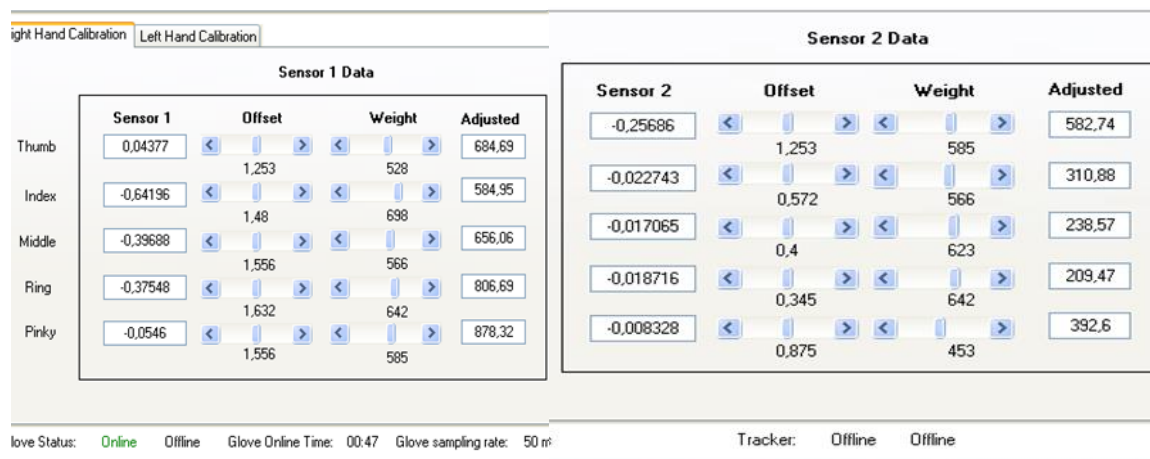 ight Hand Calibration Left Hand Calibration
Sensor 1 Data
Sensor 1 Offset Weight Adjusted
Thumb 0,04377 < > < > 684,69
1,253 528
Index -0,64196 < > < > 584,95
1,48 698
Middle -0,39688 < > < > 656,06
1,556 566
Ring -0,37548 < > < > 806,69
1,632 642
Pinky -0,0546 < > < > 878,32
1,556 585
love Status: Online Offline Glove Online Time: 00:47 Glove sampling rate: 50 m
Sensor 2 Data
Sensor 2 Offset Weight Adjusted
-0,25686 < > < > 582,74
1,253 585
-0,022743 < > < > 310,88
0,572 566
-0,017065 < > < > 238,57
0,4 623
-0,018716 < > < > 209,47
0,345 642
-0,008328 < > < > 392,6
0,875 453
Tracker: Offline Offline